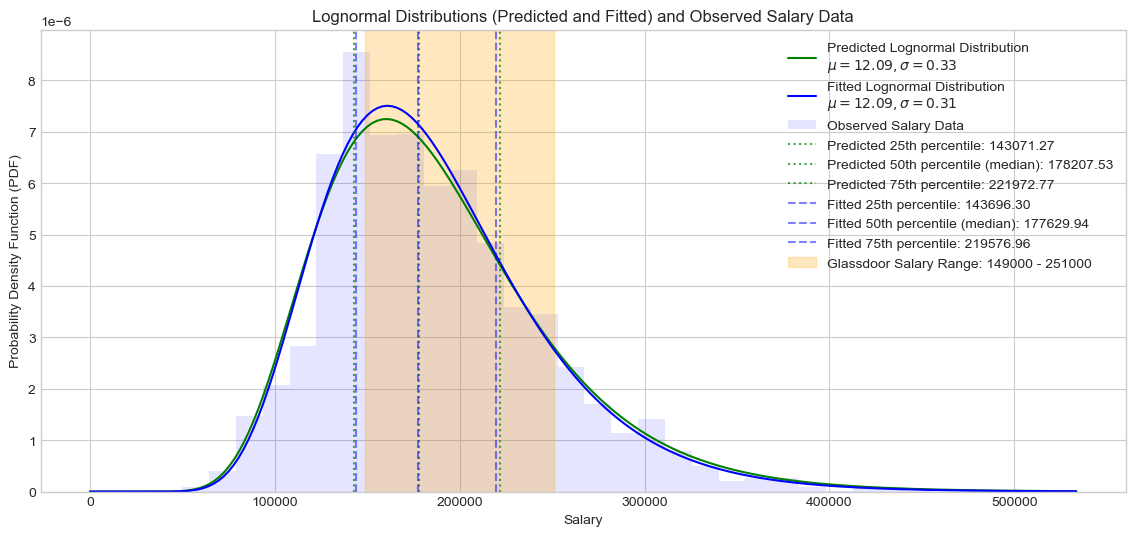 Lognormal Distributions (Predicted and Fitted) and Observed Salary Data
1e−6
Probability Density Function (PDF)
8
7
6
5
4
3
2
1
0
0
100000
200000
300000
400000
500000
Salary
Predicted Lognormal Distribution
μ = 12.09, σ = 0.33
Fitted Lognormal Distribution
μ = 12.09, σ = 0.31
Observed Salary Data
Predicted 25th percentile: 143071.27
Predicted 50th percentile (median): 178207.53
Predicted 75th percentile: 221972.77
Fitted 25th percentile: 143696.30
Fitted 50th percentile (median): 177629.94
Fitted 75th percentile: 219576.96
Glassdoor Salary Range: 149000 - 251000